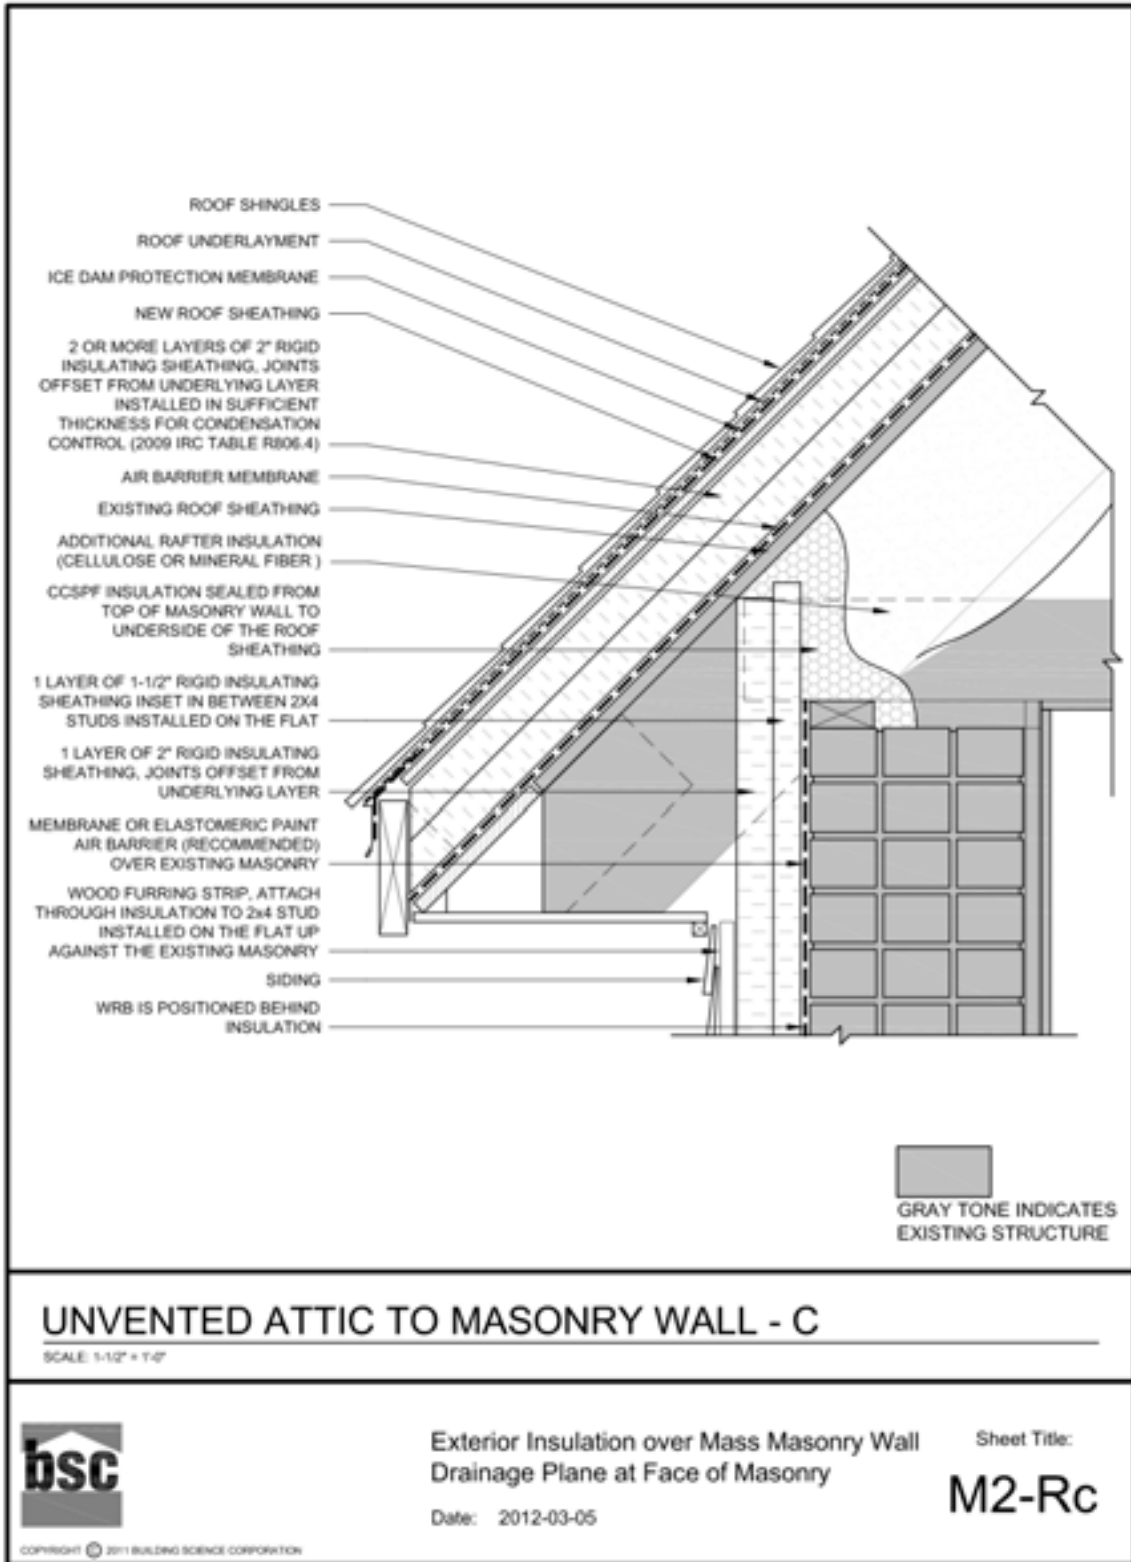 ROOF SHINGLES
ROOF UNDERLAYMENT
ICE DAM PROTECTION MEMBRANE
NEW ROOF SHEATHING
2 OR MORE LAYERS OF 2" RIGID
INSULATING SHEATHING, JOINTS
OFFSET FROM UNDERLYING LAYER
INSTALLED IN SUFFICIENT
THICKNESS FOR CONDENSATION
CONTROL (2009 IRC TABLE R806.4)
AIR BARRIER MEMBRANE
EXISTING ROOF SHEATHING
ADDITIONAL RAFTER INSULATION
(CELLULOSE OR MINERAL FIBER )
CCSPF INSULATION SEALED FROM
TOP OF MASONRY WALL TO
UNDERSIDE OF THE ROOF
SHEATHING
1 LAYER OF 1-1/2" RIGID INSULATING
SHEATHING INSET IN BETWEEN 2X4
STUDS INSTALLED ON THE FLAT
1 LAYER OF 2" RIGID INSULATING
SHEATHING, JOINTS OFFSET FROM
UNDERLYING LAYER
MEMBRANE OR ELASTOMERIC PAINT
AIR BARRIER (RECOMMENDED)
OVER EXISTING MASONRY
WOOD FURRING STRIP, ATTACH
THROUGH INSULATION TO 2x4 STUD
INSTALLED ON THE FLAT UP
AGAINST THE EXISTING MASONRY
SIDING
WRB IS POSITIONED BEHIND
INSULATION
GRAY TONE INDICATES
EXISTING STRUCTURE
UNVENTED ATTIC TO MASONRY WALL - C
SCALE: 1-1/2" = 1'-0"
bsc
COPYRIGHT © 2011 BUILDING SCIENCE CORPORATION
Exterior Insulation over Mass Masonry Wall
Drainage Plane at Face of Masonry
Date: 2012-03-05
Sheet Title:
M2-Rc